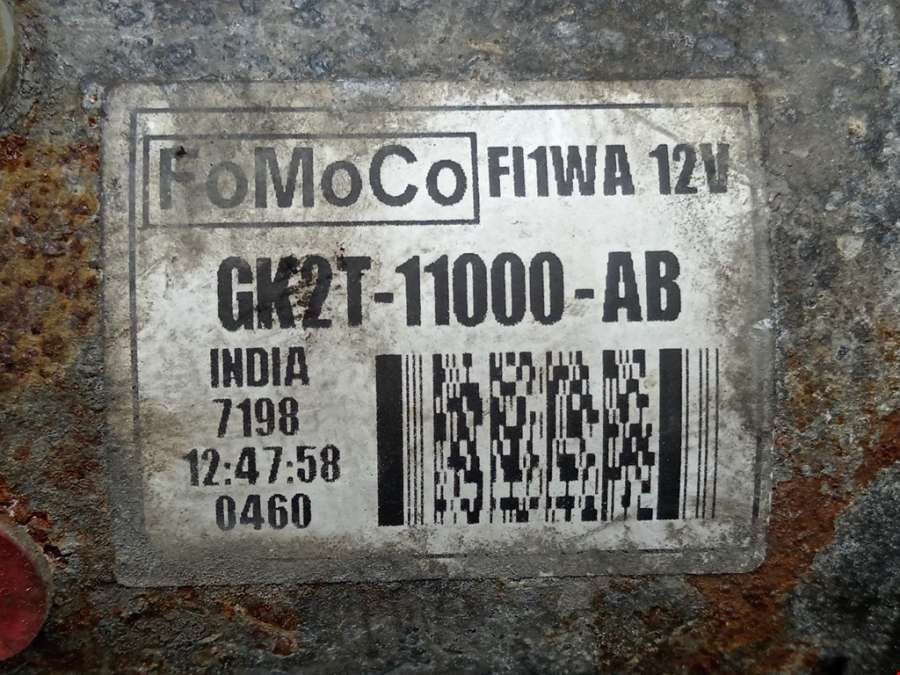 FoMoCo FI1WA 12V
GK2T-11000-AB
INDIA
7198
12:47:58
0460